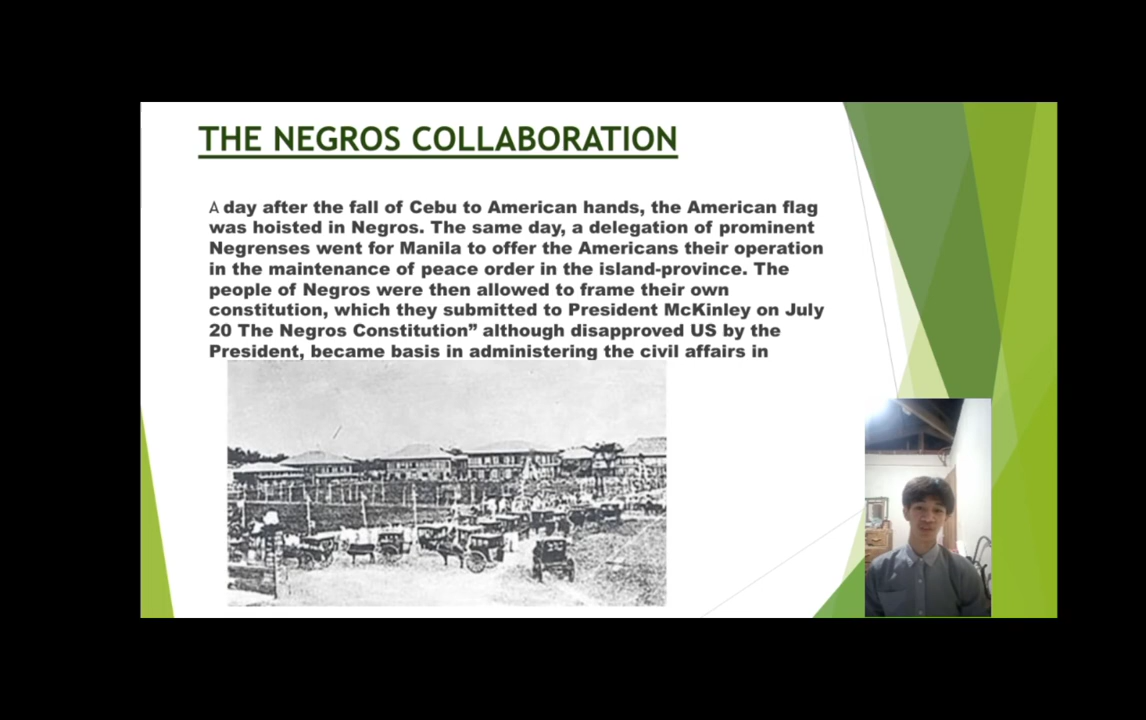 THE NEGROS COLLABORATION
A day after the fall of Cebu to American hands, the American flag
was hoisted in Negros. The same day, a delegation of prominent
Negrenses went for Manila to offer the Americans their operation
in the maintenance of peace order in the island-province. The
people of Negros were then allowed to frame their own
constitution, which they submitted to President McKinley on July
20 The Negros Constitution” although disapproved US by the
President, became basis in administering the civil affairs in